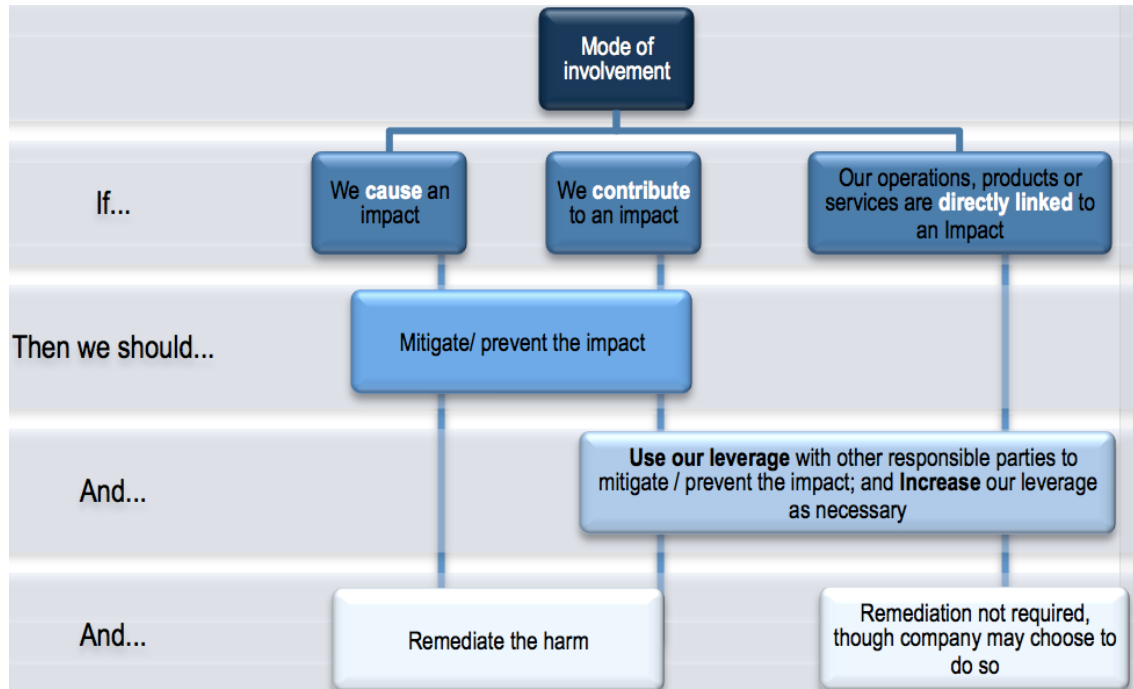 Mode of
involvement
If...
We cause an
impact
We contribute
to an impact
Our operations, products or
services are directly linked to
an Impact
Then we should...
Mitigate/ prevent the impact
And...
Use our leverage with other responsible parties to
mitigate / prevent the impact; and Increase our leverage
as necessary
And...
Remediate the harm
Remediation not required,
though company may choose to
do so